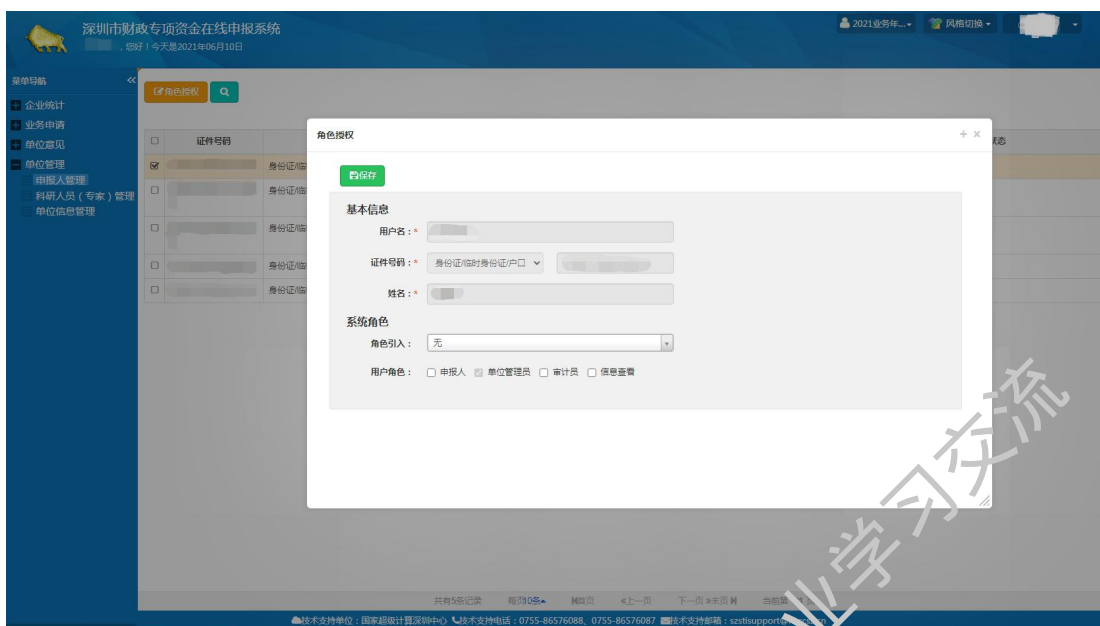 深圳市财政专项资金在线申报系统
2021业务年... 风格切换
，您好！今天是2021年06月10日
菜单导航
企业统计
业务申请
单位意见
单位管理
申报人管理
科研人员（专家）管理
单位信息管理
角色授权
证件号码
状态
身份证/临
身份证/临
身份证/临
身份证/临
身份证/临
角色授权
保存
基本信息
用户名：*
证件号码：* 身份证/临时身份证/户口
姓名：*
系统角色
角色引入： 无
用户角色： 申报人 单位管理员 审计员 信息查看
共有5条记录 每页10条 首页 上一页 下一页 末页 当前第
技术支持单位：国家超级计算深圳中心 技术支持电话：0755-86576088、0755-86576087 技术支持邮箱：szstisupport@
业学习交流